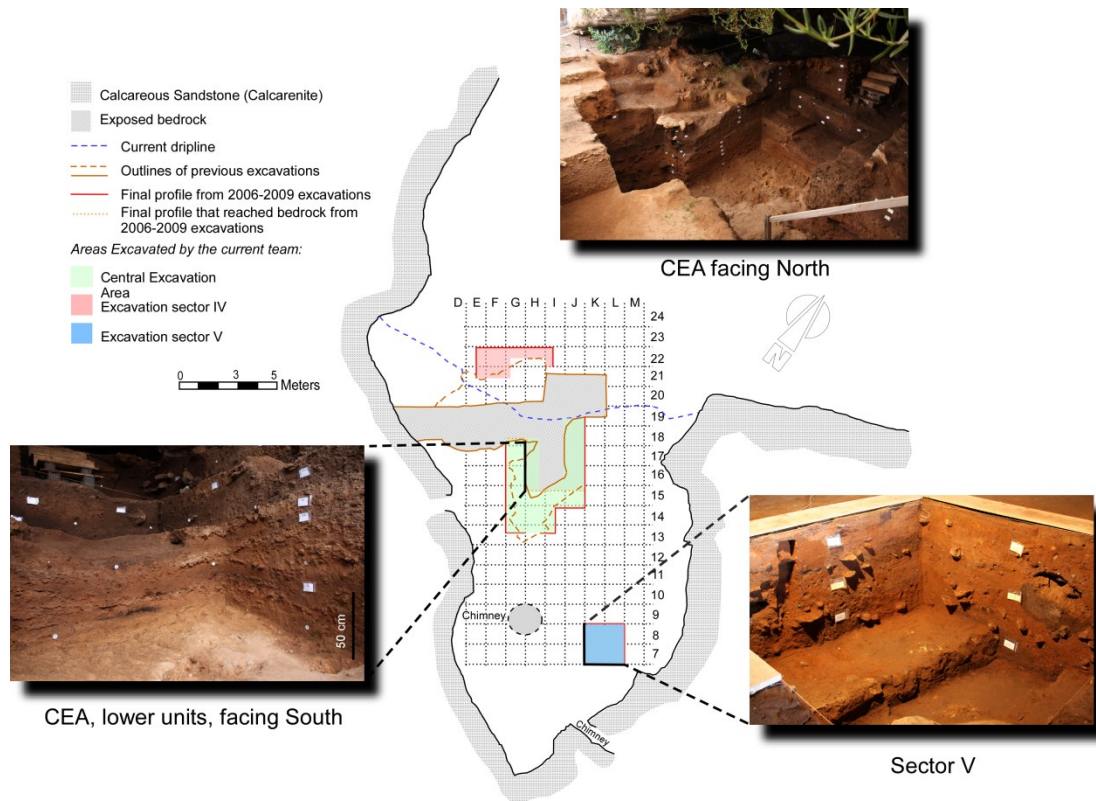 Calcareous Sandstone (Calcarenite)
Exposed bedrock
Current dripline
Outlines of previous excavations
Final profile from 2006-2009 excavations
Final profile that reached bedrock from
2006-2009 excavations
Areas Excavated by the current team:
Central Excavation
Area
Excavation sector IV
Excavation sector V
0 3 5 Meters
CEA facing North
N
D E F G H I J K L M
24
23
22
21
20
19
18
17
16
15
14
13
12
11
10
9
8
7
Chimney
Chimney
50 cm
CEA, lower units, facing South
Sector V